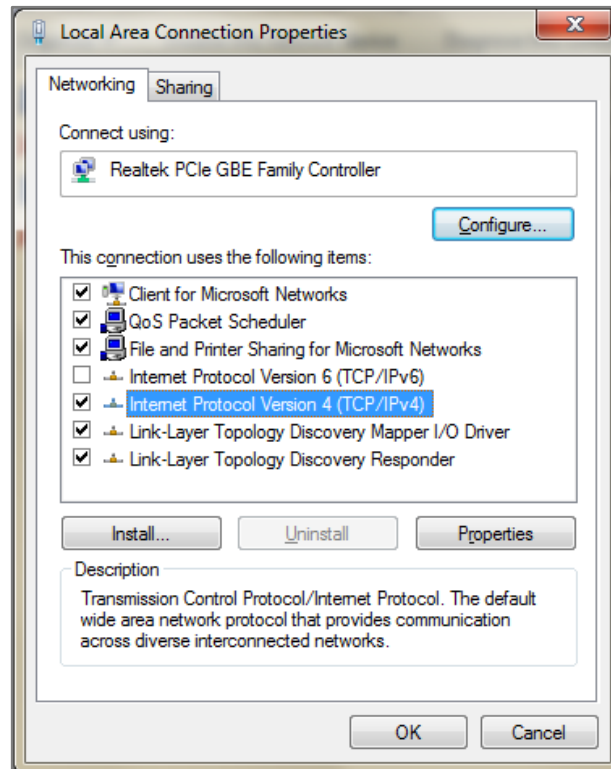 Local Area Connection Properties
Networking
Sharing
Connect using:
Realtek PCIe GBE Family Controller
Configure...
This connection uses the following items:
Client for Microsoft Networks
QoS Packet Scheduler
File and Printer Sharing for Microsoft Networks
Internet Protocol Version 6 (TCP/IPv6)
Internet Protocol Version 4 (TCP/IPv4)
Link-Layer Topology Discovery Mapper I/O Driver
Link-Layer Topology Discovery Responder
Install...
Uninstall
Properties
Description
Transmission Control Protocol/Internet Protocol. The default
wide area network protocol that provides communication
across diverse interconnected networks.
OK
Cancel